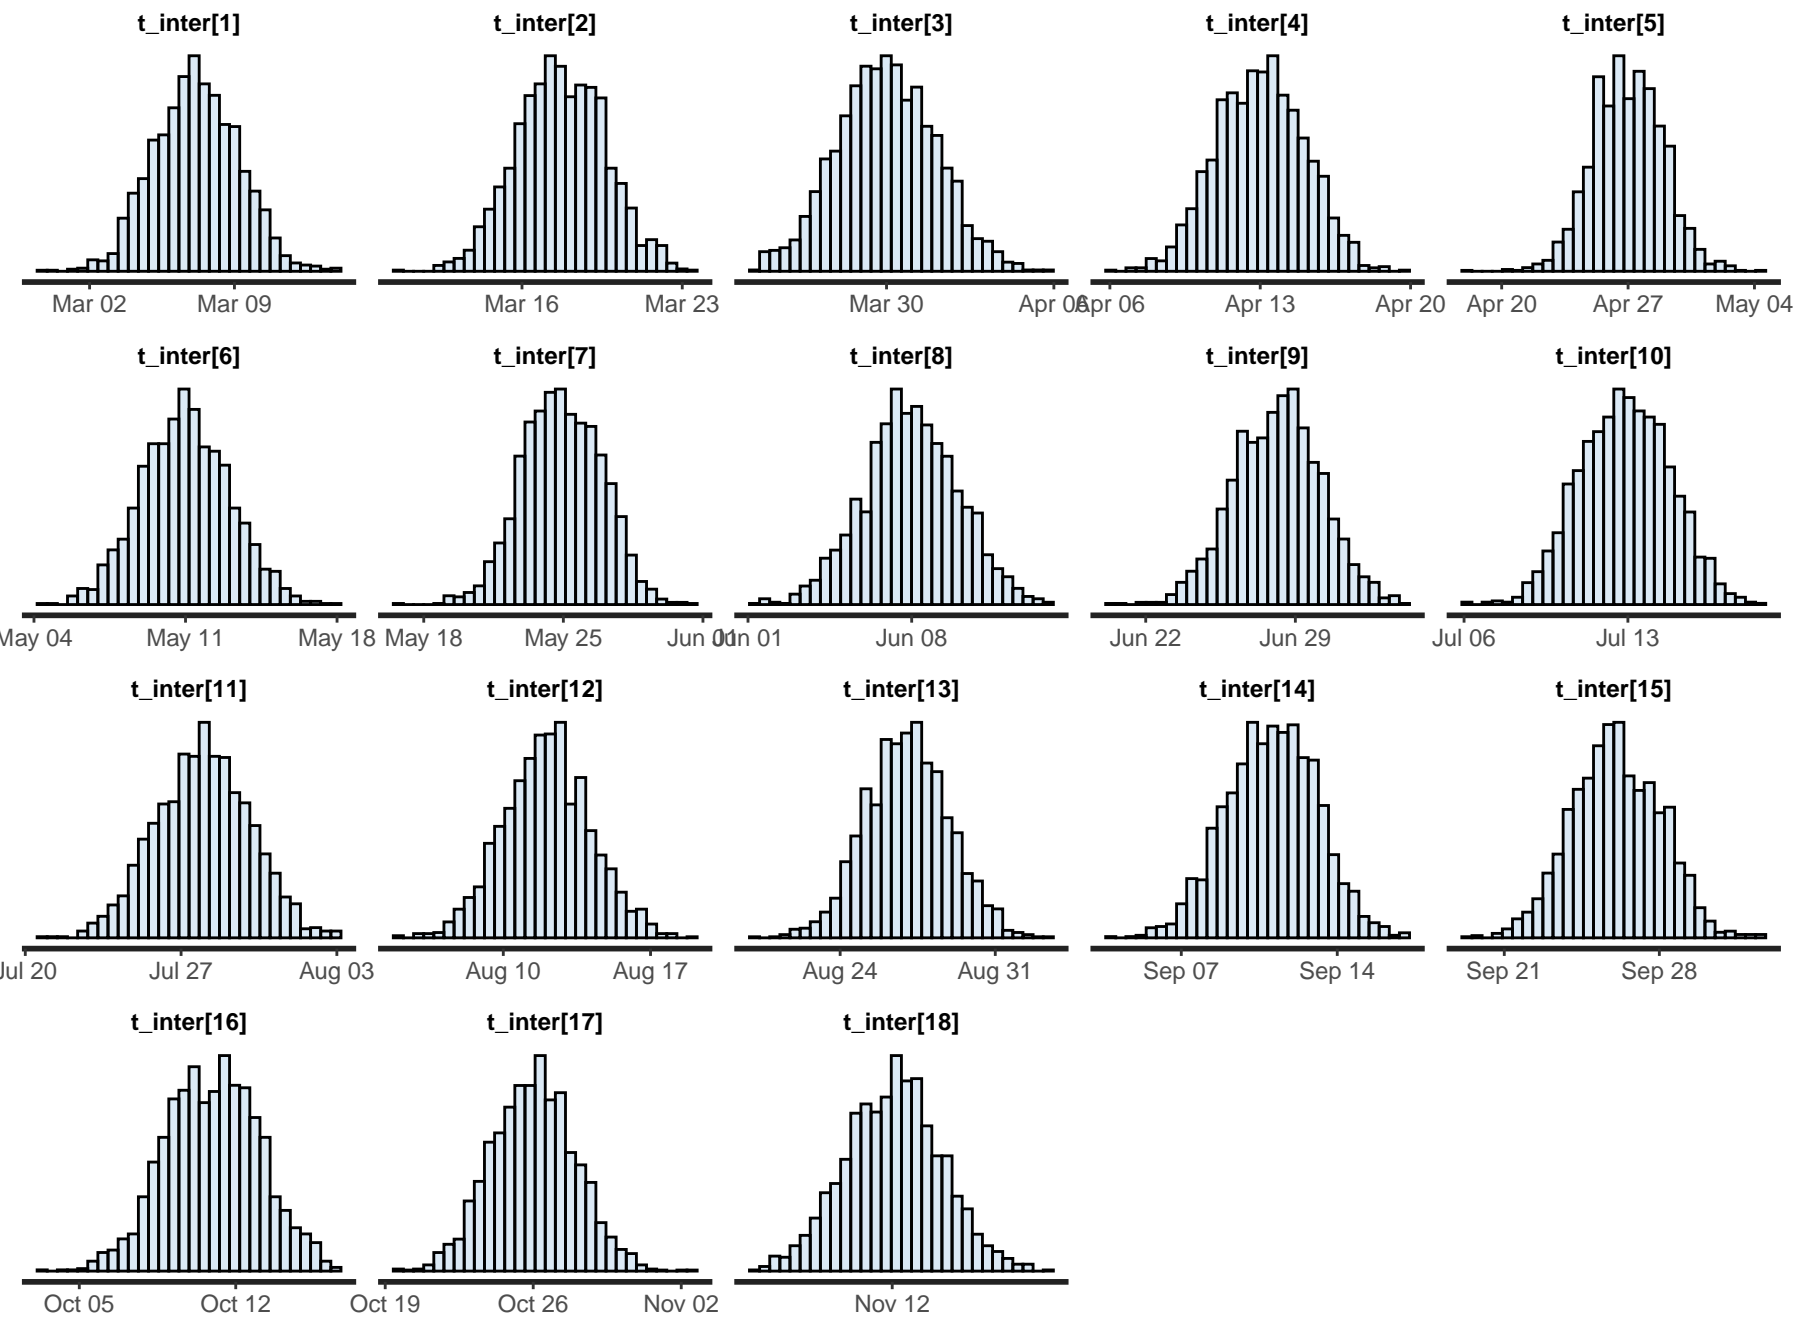 t_inter[1] t_inter[2] t_inter[3] t_inter[4] t_inter[5]
Mar 02 Mar 09 Mar 16 Mar 23 Mar 30 Apr 06 Apr 06 Apr 13 Apr 20 Apr 20 Apr 27 May 04
t_inter[6] t_inter[7] t_inter[8] t_inter[9] t_inter[10]
May 04 May 11 May 18 May 18 May 25 Jun 01 Jun 01 Jun 08 Jun 22 Jun 29 Jul 06 Jul 13
t_inter[11] t_inter[12] t_inter[13] t_inter[14] t_inter[15]
Jul 20 Jul 27 Aug 03 Aug 10 Aug 17 Aug 24 Aug 31 Sep 07 Sep 14 Sep 21 Sep 28
t_inter[16] t_inter[17] t_inter[18]
Oct 05 Oct 12 Oct 19 Oct 26 Nov 02 Nov 12